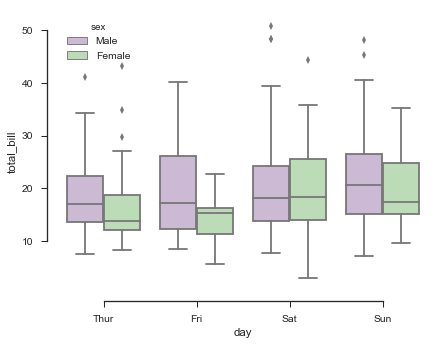 sex
Male
Female
50
40
30
20
10
total_bill
Thur Fri Sat Sun
day